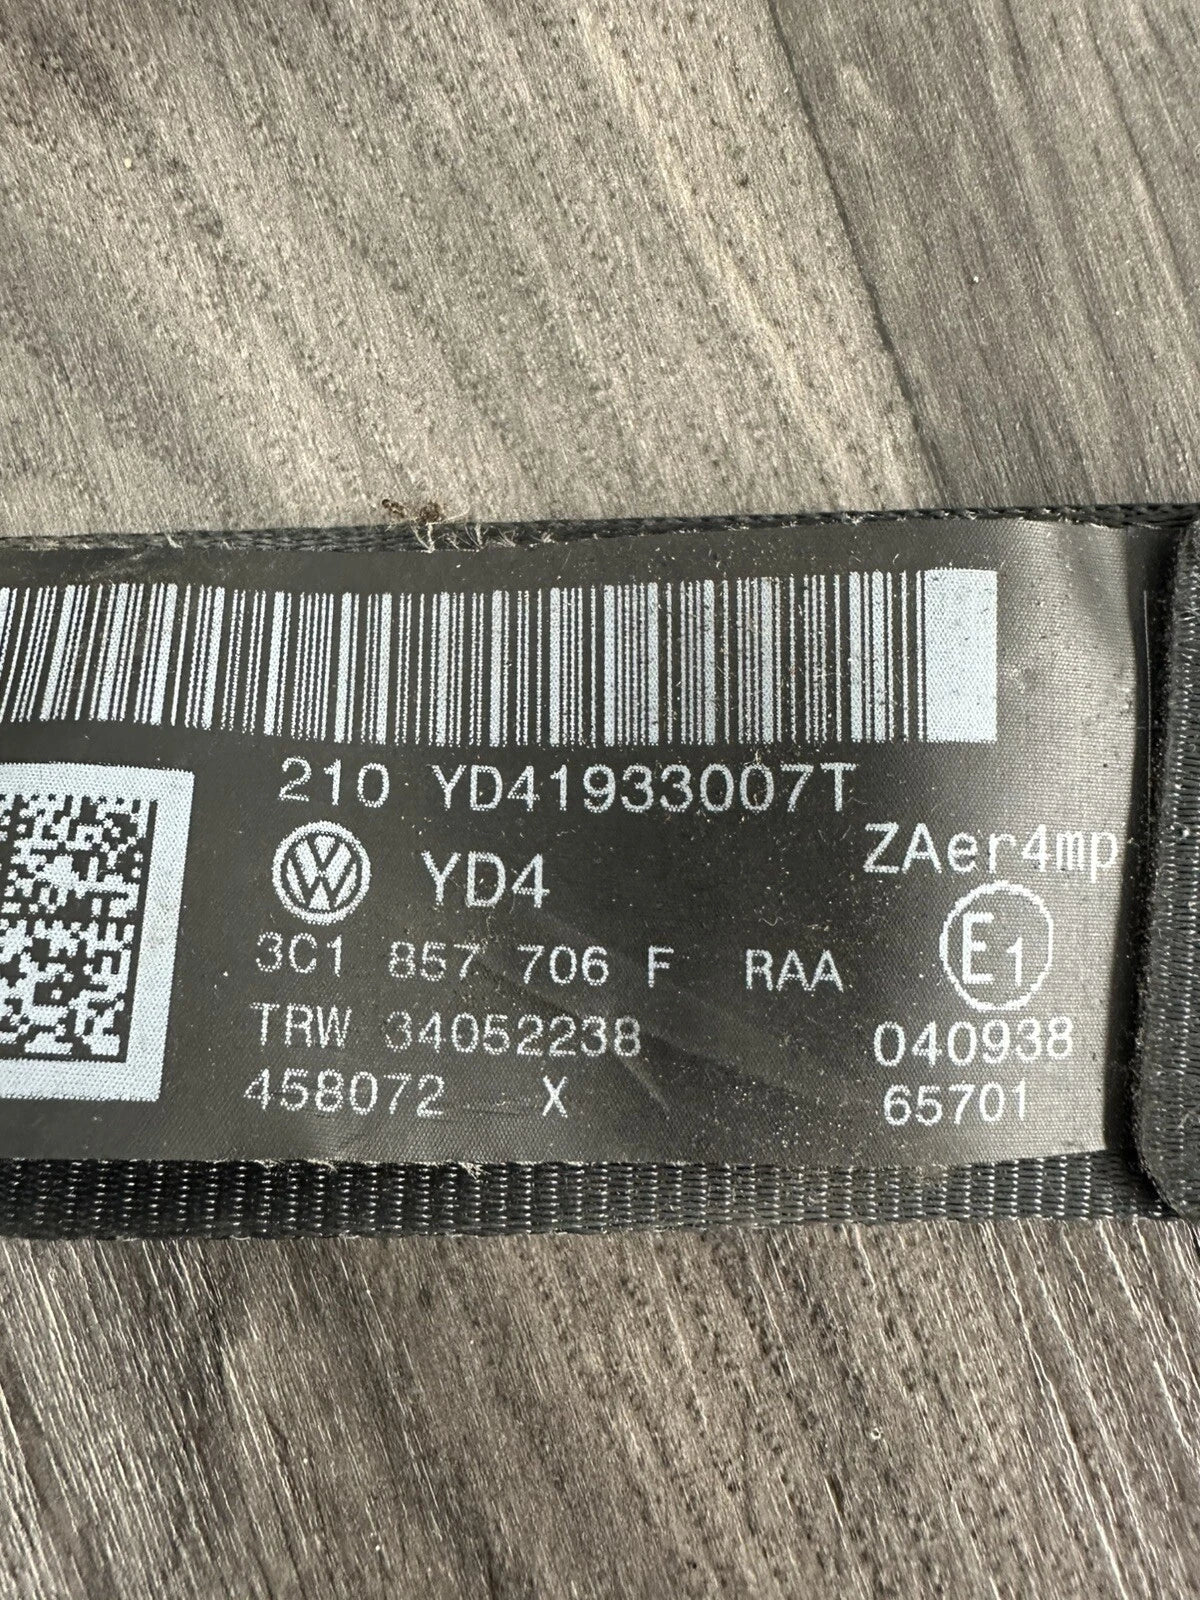 210 YD41933007T
YD4
ZAer4mp
E1
3C1 857 706 F RAA
TRW 34052238
040938
458072 X
65701